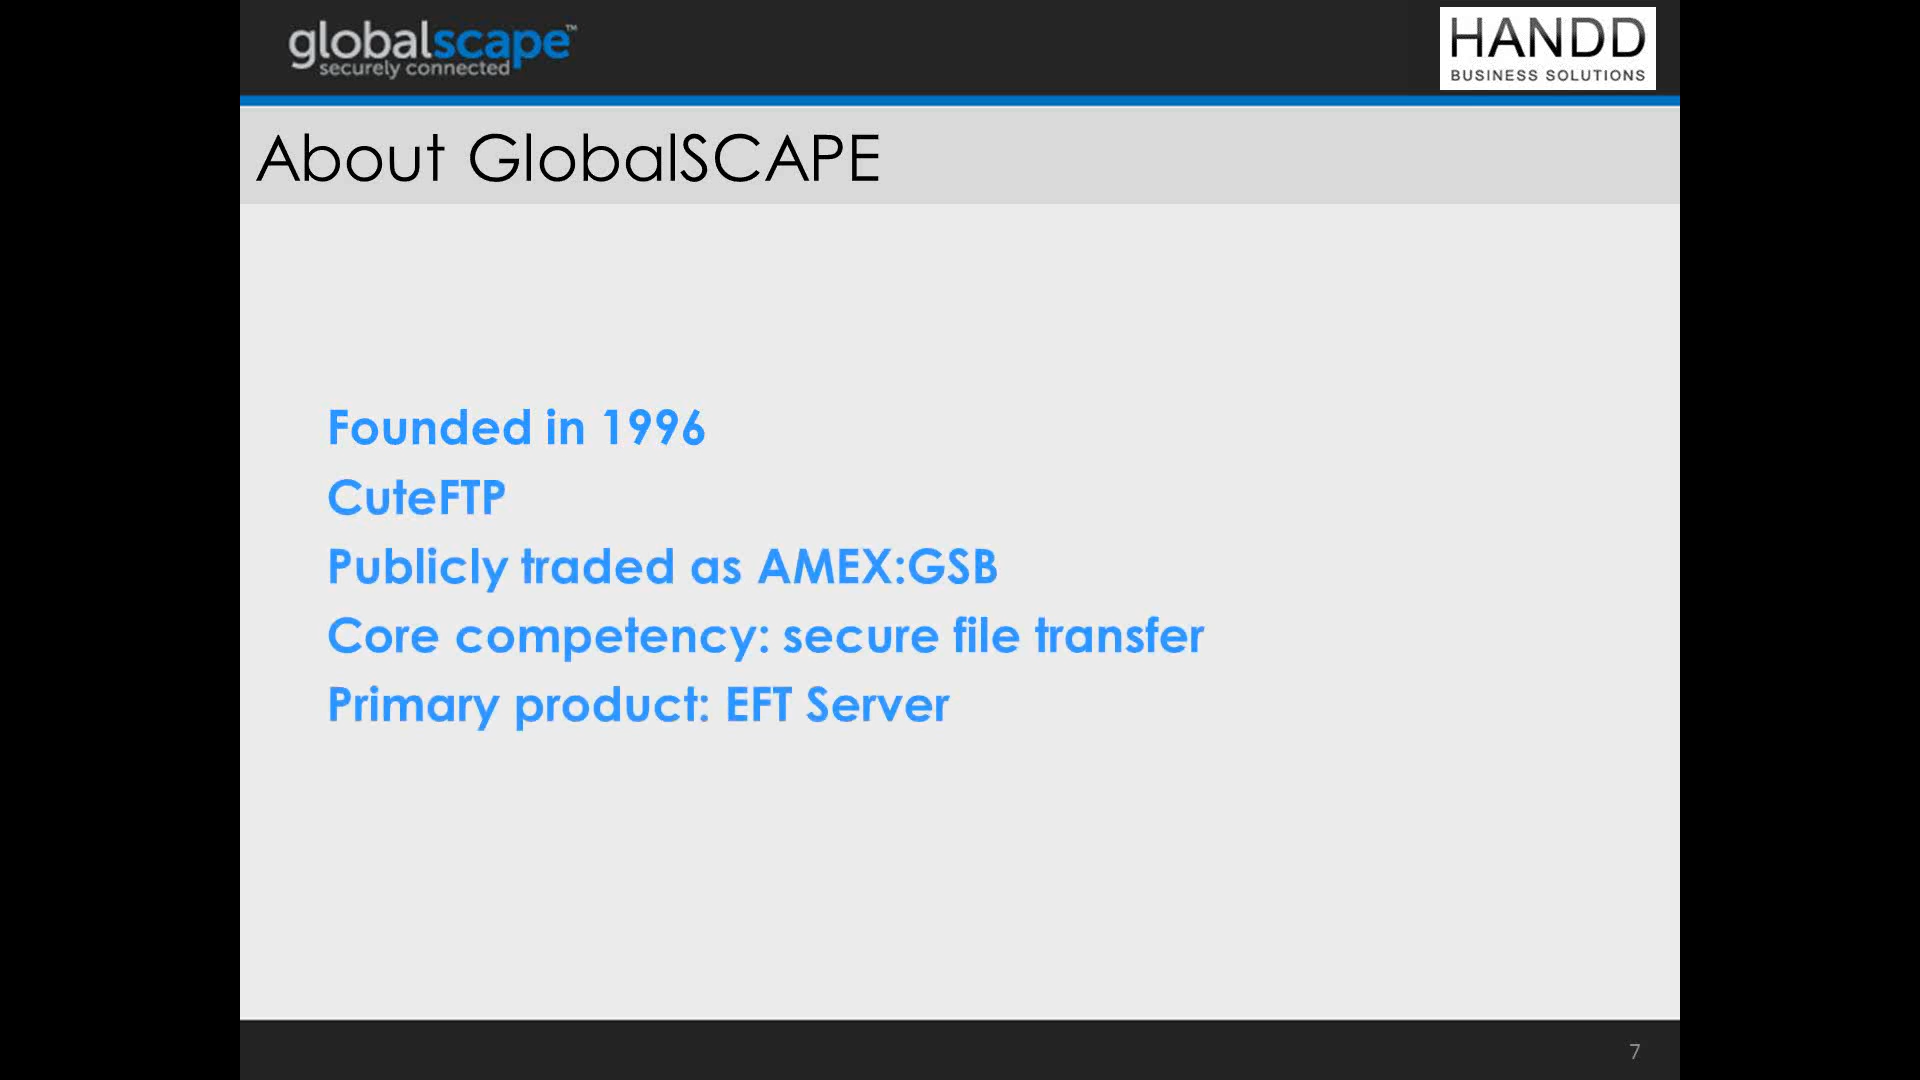 globalscape™
securely connected
HANDD
BUSINESS SOLUTIONS
About GlobalSCAPE
Founded in 1996
CuteFTP
Publicly traded as AMEX:GSB
Core competency: secure file transfer
Primary product: EFT Server
7